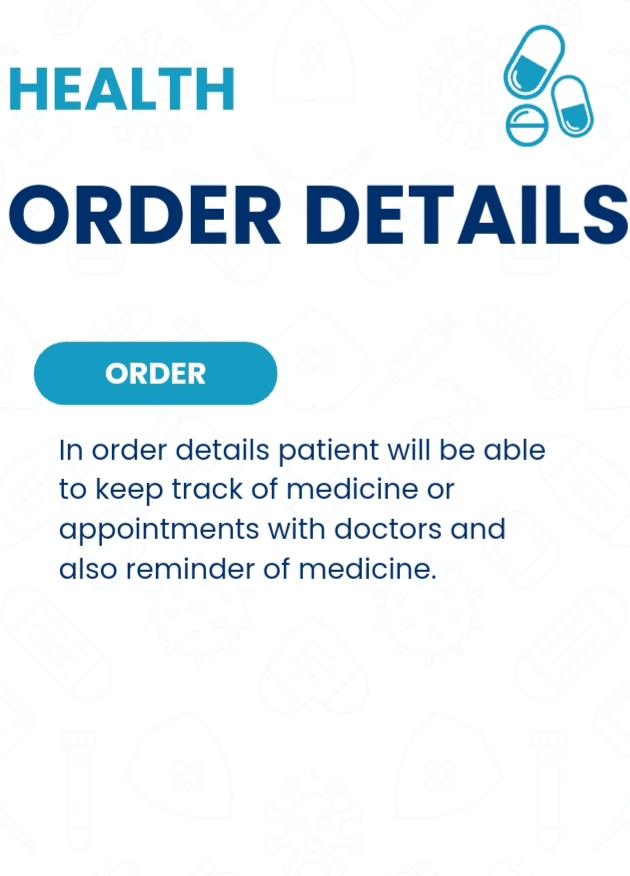 HEALTH
ORDER DETAILS
ORDER
In order details patient will be able
to keep track of medicine or
appointments with doctors and
also reminder of medicine.